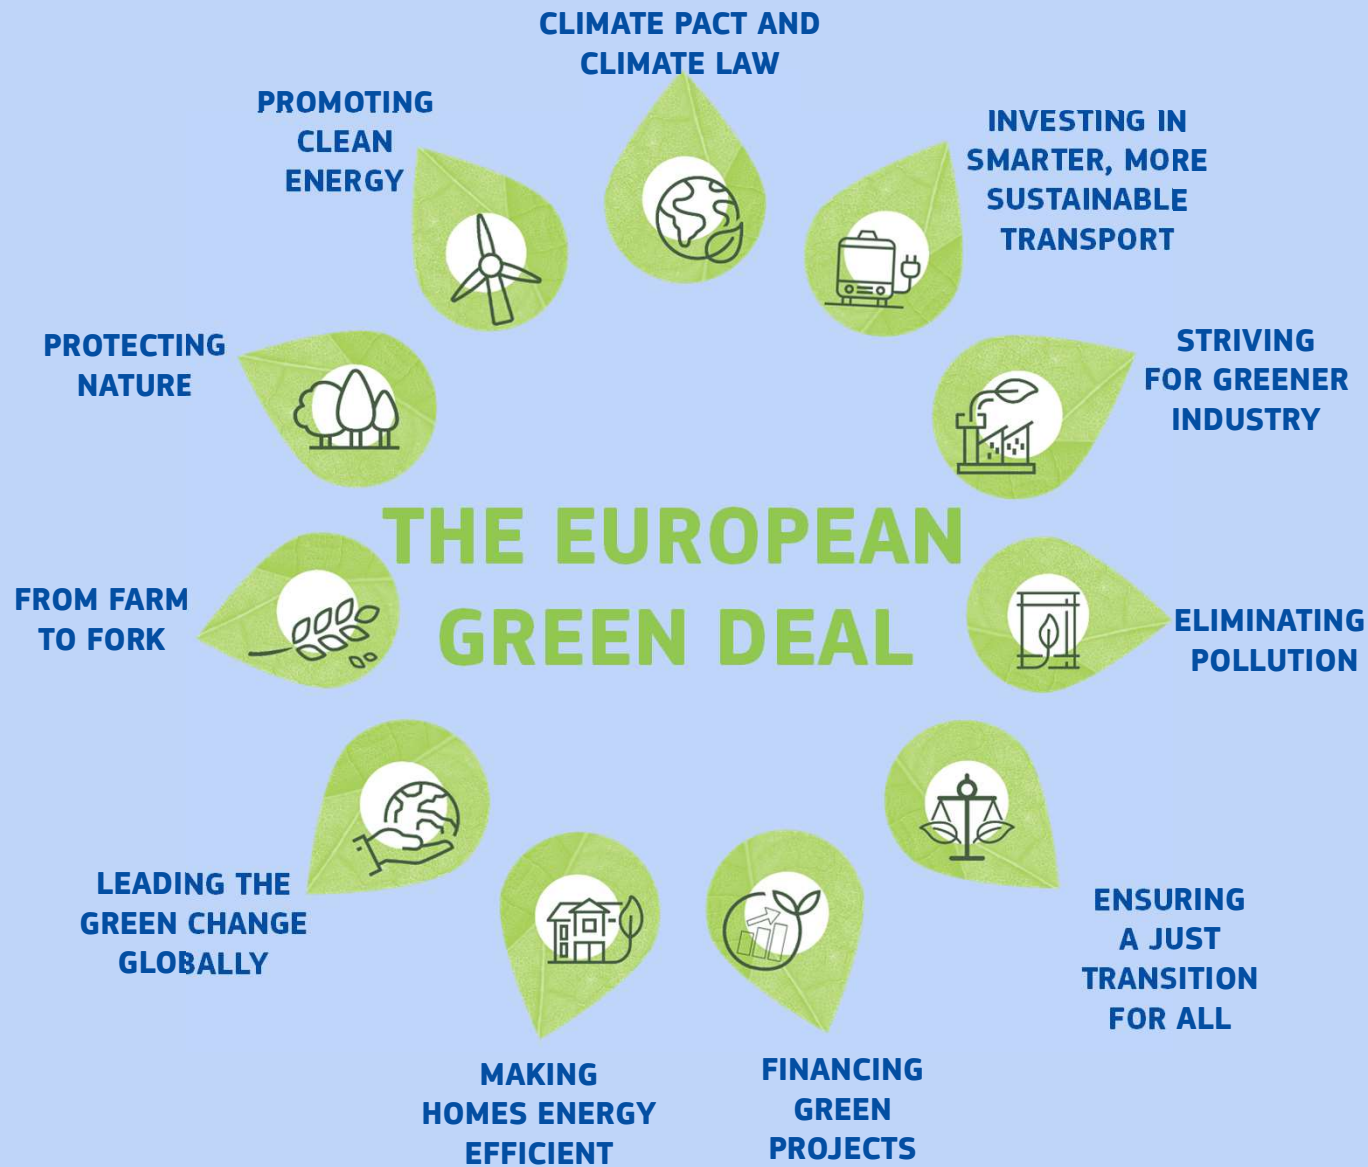 CLIMATE PACT AND
CLIMATE LAW
PROMOTING
CLEAN
ENERGY
INVESTING IN
SMARTER, MORE
SUSTAINABLE
TRANSPORT
PROTECTING
NATURE
STRIVING
FOR GREENER
INDUSTRY
THE EUROPEAN
GREEN DEAL
FROM FARM
TO FORK
ELIMINATING
POLLUTION
LEADING THE
GREEN CHANGE
GLOBALLY
ENSURING
A JUST
TRANSITION
FOR ALL
MAKING
HOMES ENERGY
EFFICIENT
FINANCING
GREEN
PROJECTS